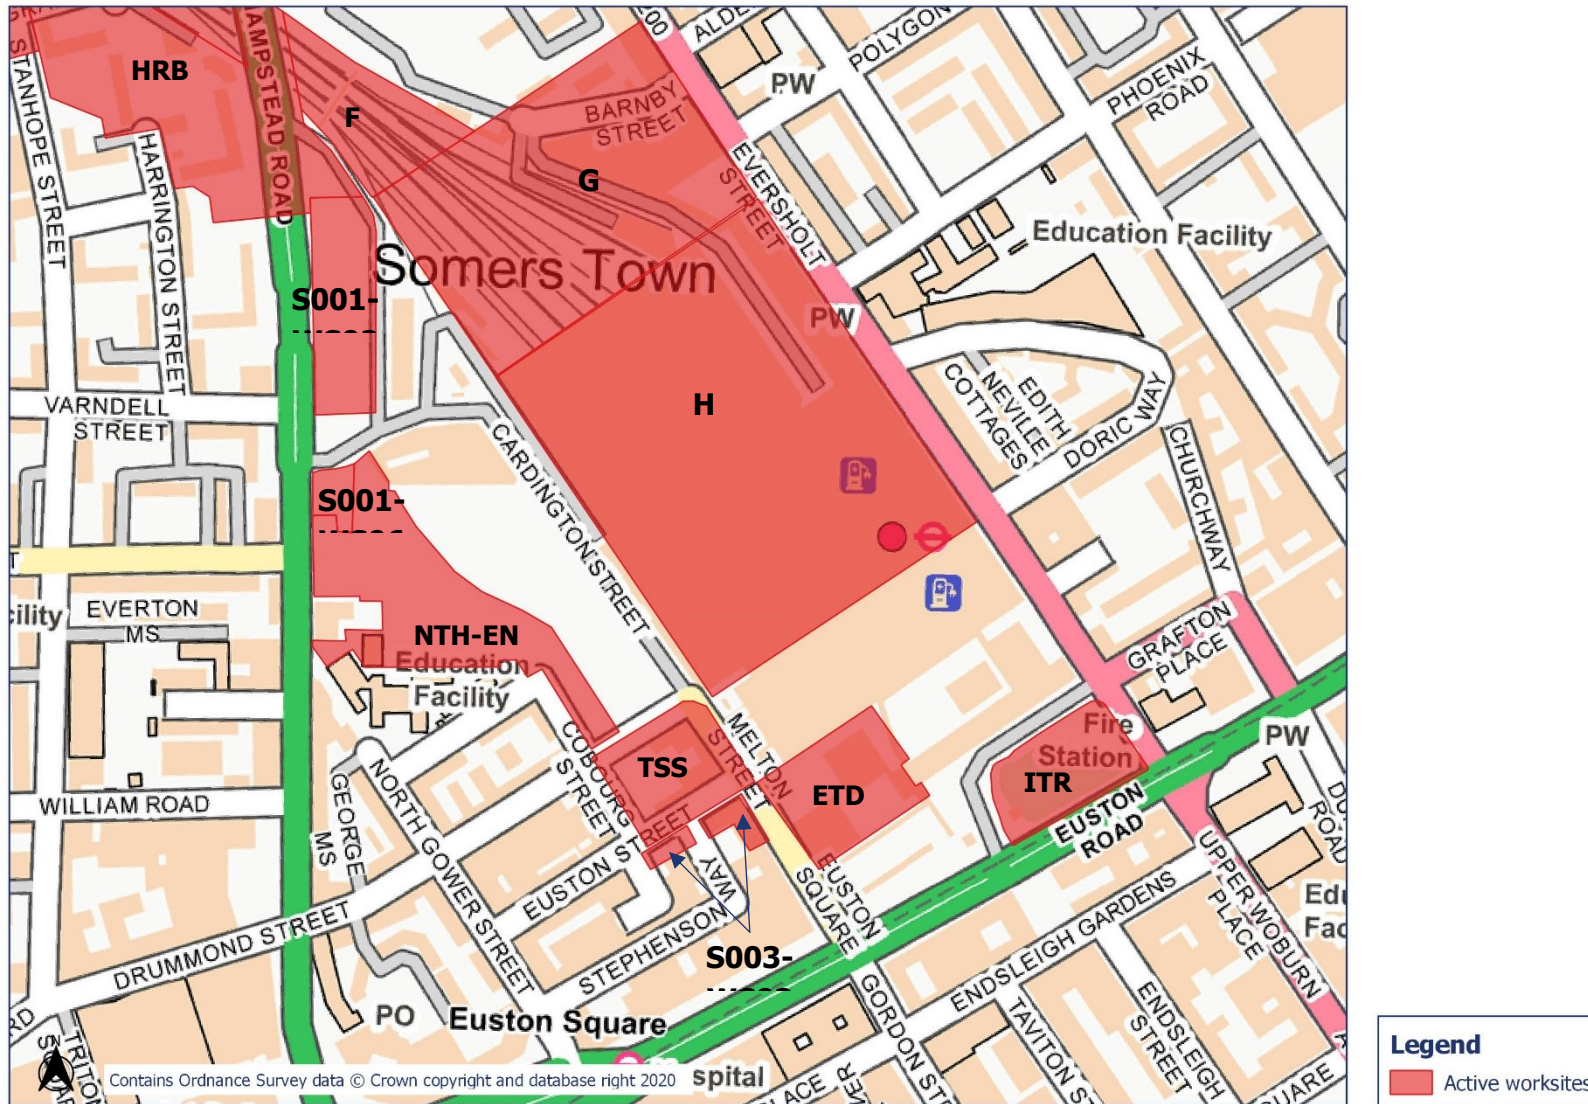 STANHOPE STREET
HARRINGTON STREET
HAMPSTEAD ROAD
HRB
F
G
BARNBY
STREET
EVERSHOLT
STREET
PW
POLYGON
PHOENIX
ROAD
Education Facility
Somers Town
S001-
VARNDELL
STREET
H
PW
COTTAGES
NEVILLE
EDITH
DORIC WAY
CHURCHWAY
CARDINGTON STREET
S001-
EVERTON
MS
NTH-EN
Education
Facility
GRAFTON
PLACE
WILLIAM ROAD
GEORGE
MS
NORTH GOWER STREET
COBOURG
STREET
TSS
MELTON
STREET
ETD
Fire
Station
ITR
EUSTON
ROAD
PW
EUSTON STREET
STEPHENSON WAY
EUSTON
SQUARE
S003-
DRUMMOND STREET
PO
Euston Square
ENDSLEIGH GARDENS
UPPER WOBURN
PLACE
GORDON
TAVITON
ENDSLEIGH
STREET
Contains Ordnance Survey data © Crown copyright and database right 2020
spital
Legend
Active worksites